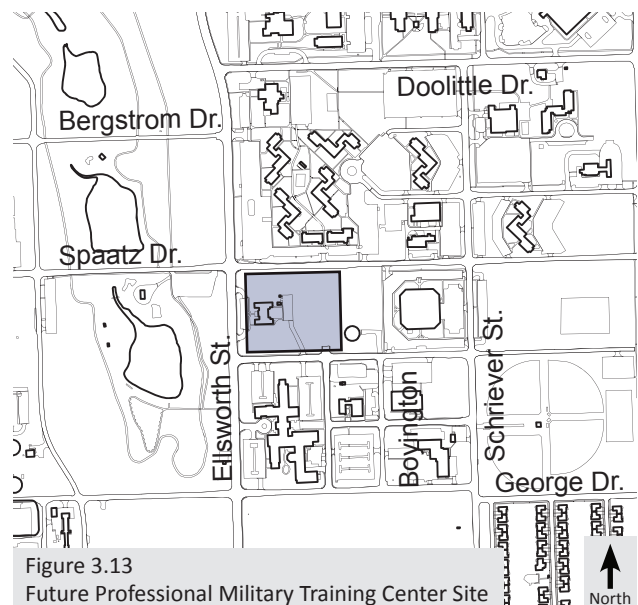 Doolittle Dr.
Bergstrom Dr.
Spaatz Dr.
Ellsworth St.
Boyington
Schriever St.
George Dr.
Figure 3.13
Future Professional Military Training Center Site
North